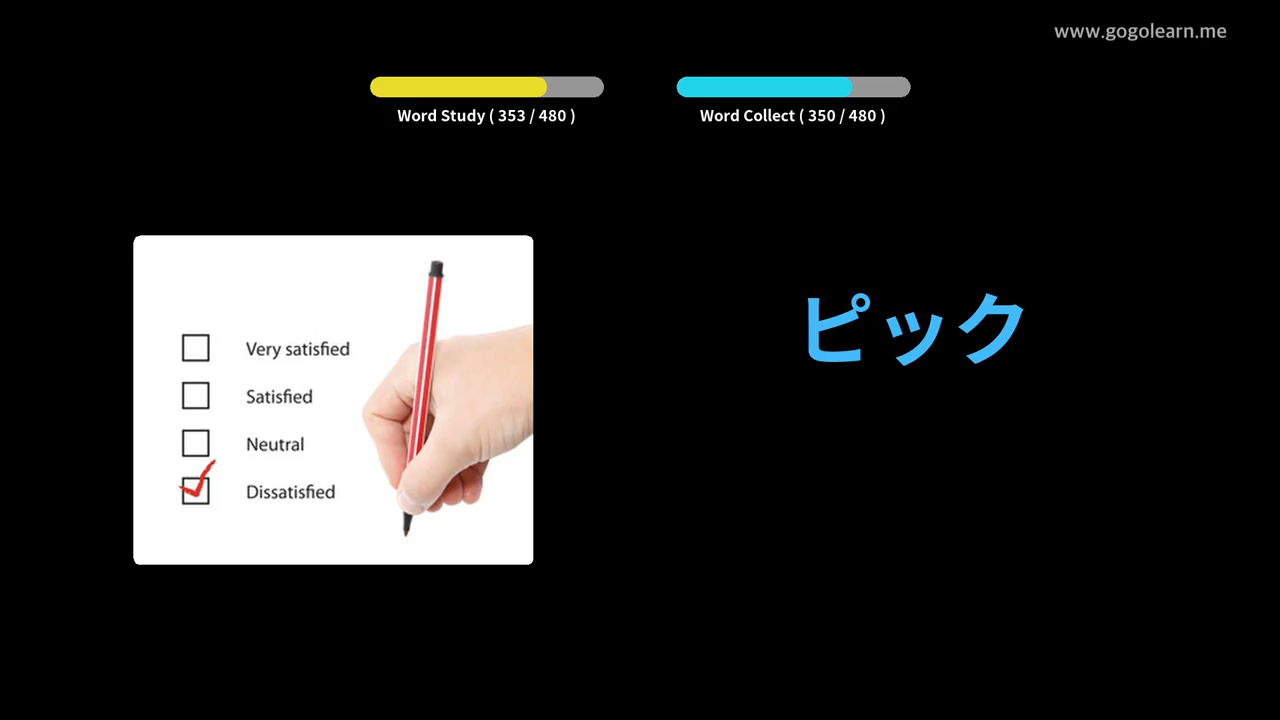 www.gogolearn.me
Word Study ( 353 / 480 )
Word Collect ( 350 / 480 )
ピック
Very satisfied
Satisfied
Neutral
Dissatisfied